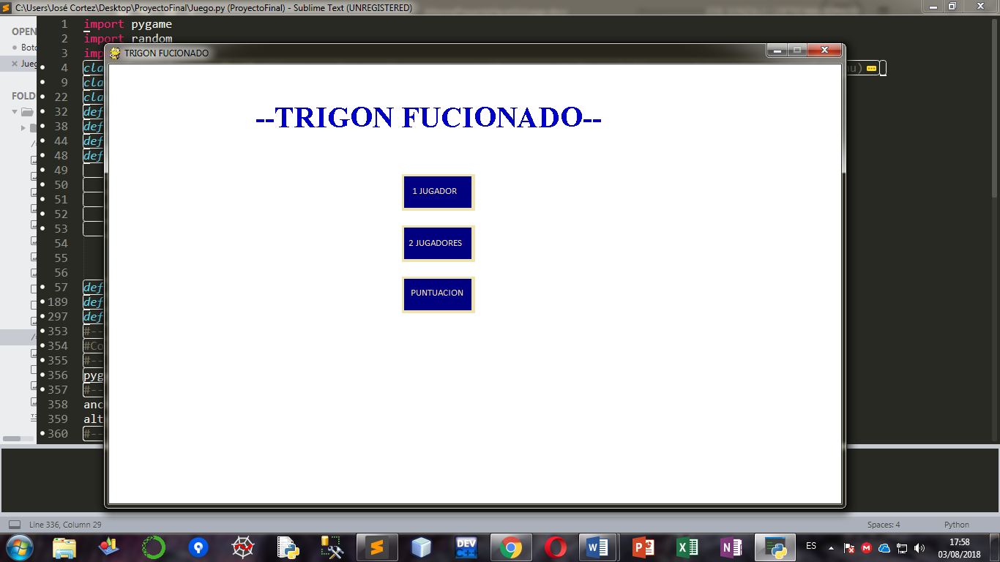 C:\Users\José Cortez\Desktop\ProyectoFinal\Juego.py (ProyectoFinal) - Sublime Text (UNREGISTERED)
OPEN
Boto
Jueg
FOLD
1 import pygame
2 import random
3 imp
4 cla nu)
9 cla
22 cla
32 def
38 def
44 def
48 def
49
50
51
52
53
54
55
56
57 def
189 def
297 def
353 #--
354 #Co
355 #--
356 pyg
357 #--
358 anc
359 alt
360 #--
TRIGON FUCIONADO
--TRIGON FUCIONADO--
1 JUGADOR
2 JUGADORES
PUNTUACION
Line 336, Column 29
Spaces: 4
Python
DEV
C++
ES
17:58
03/08/2018